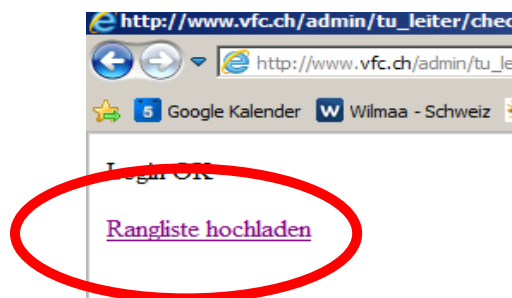 http://www.vfc.ch/admin/tu_leiter/chec
http://www.vfc.ch/admin/tu_le
5 Google Kalender W Wilmaa - Schweiz
Login OK
Rangliste hochladen